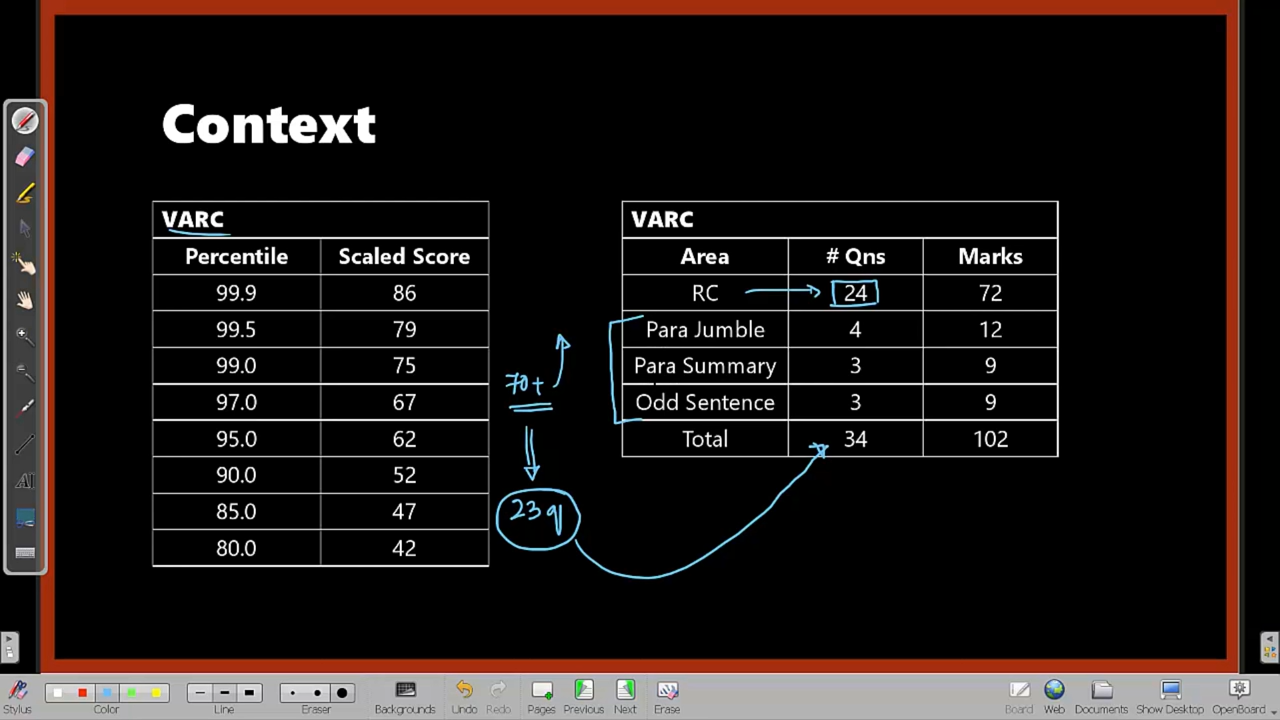 Context
VARC
Percentile Scaled Score
99.9 86
99.5 79
99.0 75
97.0 67
95.0 62
90.0 52
85.0 47
80.0 42
70+
23q
VARC
Area # Qns Marks
RC 24 72
Para Jumble 4 12
Para Summary 3 9
Odd Sentence 3 9
Total 34 102
AI
Stylus Color Line Eraser Backgrounds Undo Redo Pages Previous Next Erase Board Web Documents Show Desktop OpenBoard